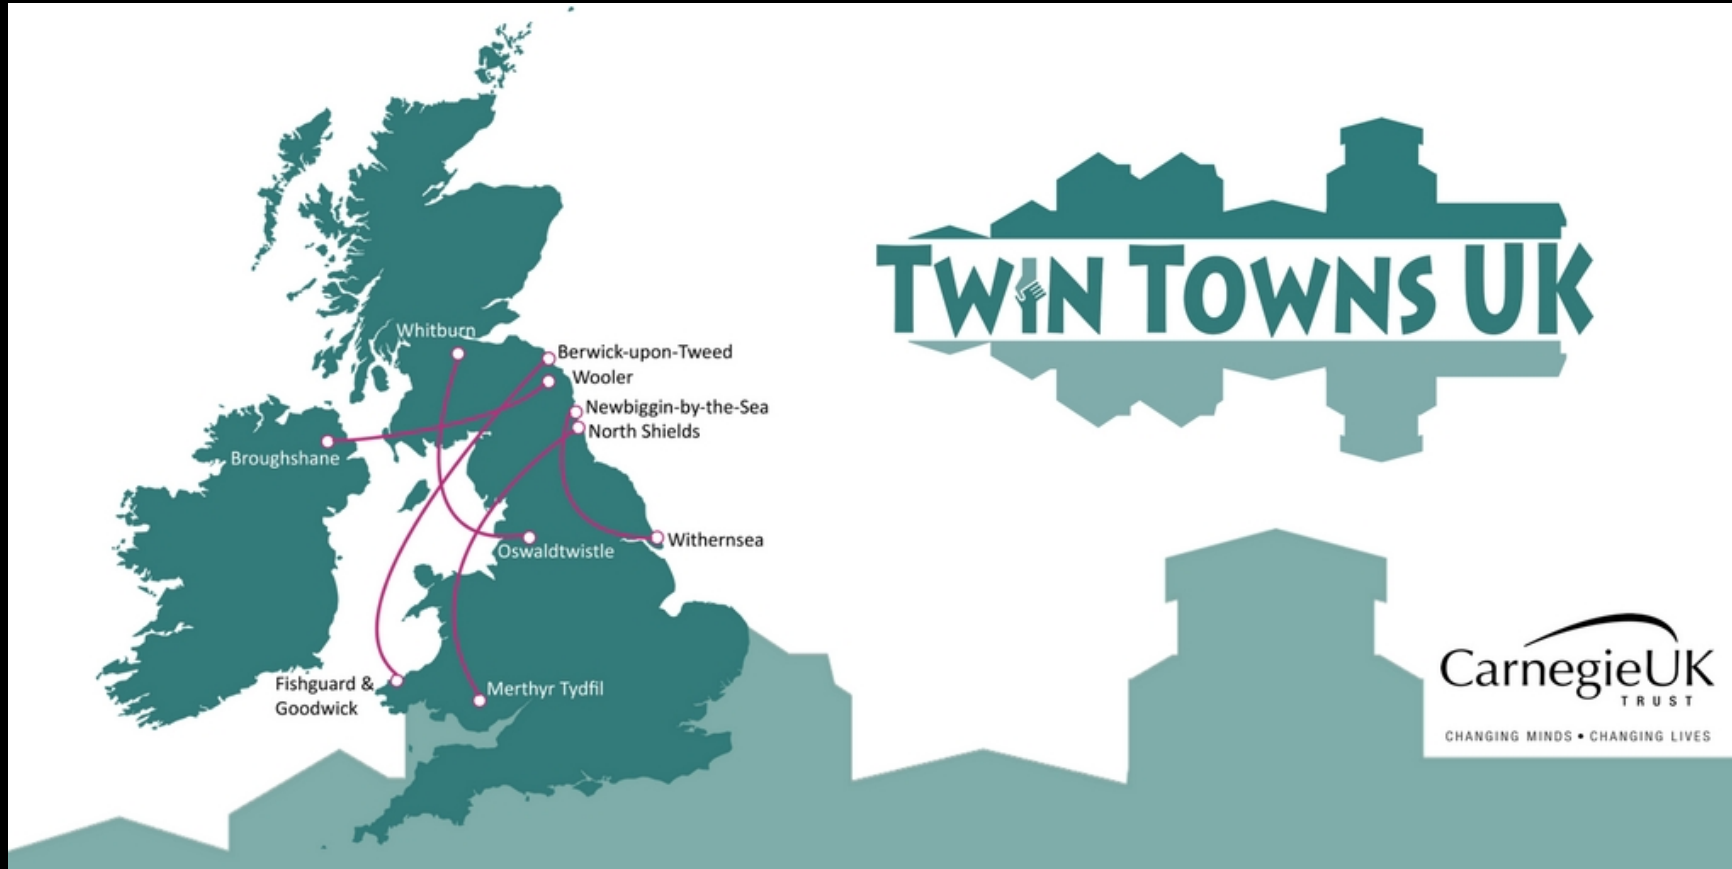 Whitburn
Berwick-upon-Tweed
Wooler
Newbiggin-by-the-Sea
North Shields
Broughshane
Withernsea
Oswaldtwistle
Fishguard &
Goodwick
Merthyr Tydfil
TWIN TOWNS UK
CarnegieUK
TRUST
CHANGING MINDS • CHANGING LIVES